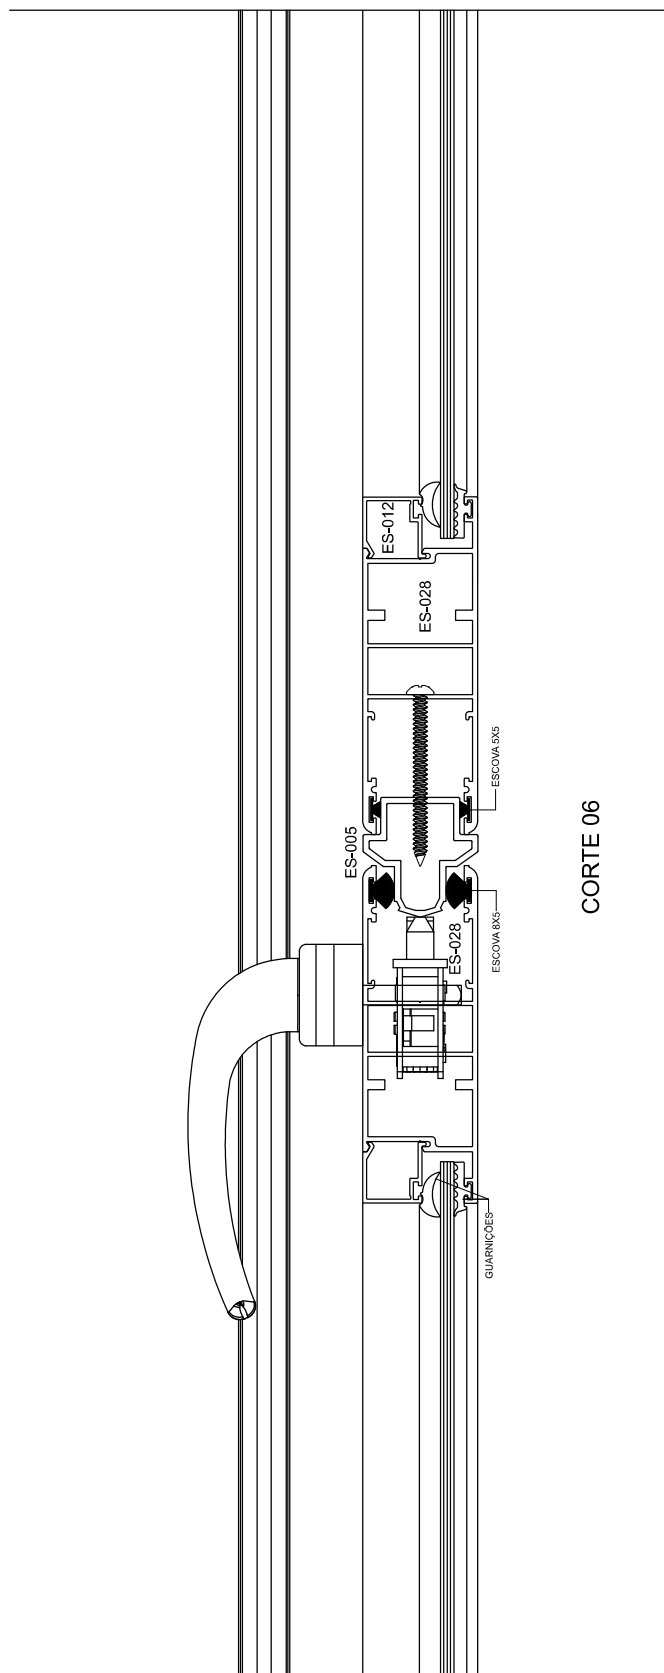 ES-012
ES-028
ESCOVA 5X5
ES-005
CORTE 06
ESCOVA 8X5
ES-028
GUARNIÇÕES